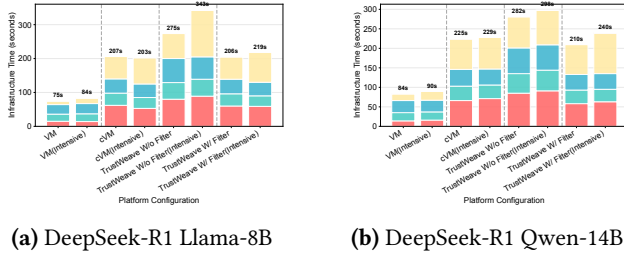 Infrastructure Time (seconds)
300
200
100
0
75s
84s
207s
203s
275s
343s
206s
219s
VM
VM(Intensive)
cVM
cVM(Intensive)
TrustWeave W/o Filter
TrustWeave W/o Filter(Intensive)
TrustWeave W/ Filter
TrustWeave W/ Filter(Intensive)
Platform Configuration
(a) DeepSeek-R1 Llama-8B
Infrastructure Time (seconds)
300
250
200
150
100
50
0
84s
90s
225s
229s
282s
298s
210s
240s
VM
VM(Intensive)
cVM
cVM(Intensive)
TrustWeave W/o Filter
TrustWeave W/o Filter(Intensive)
TrustWeave W/ Filter
TrustWeave W/ Filter(Intensive)
Platform Configuration
(b) DeepSeek-R1 Qwen-14B